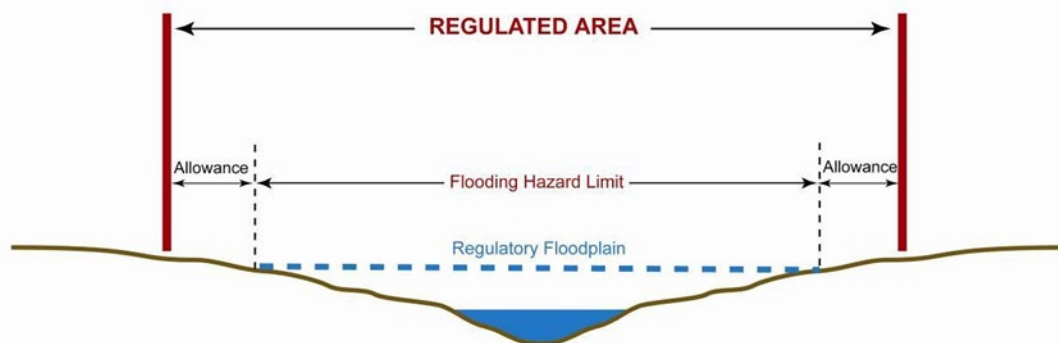 REGULATED AREA
Allowance
Flooding Hazard Limit
Allowance
Regulatory Floodplain